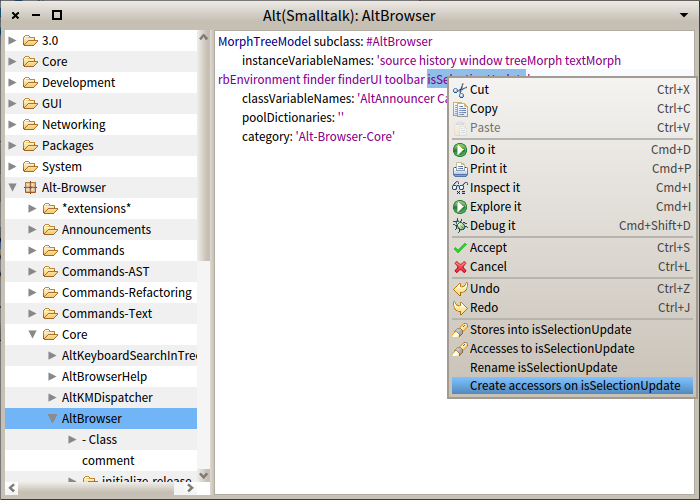 Alt(Smalltalk): AltBrowser
3.0
Core
Development
GUI
Networking
Packages
System
Alt-Browser
*extensions*
Announcements
Commands
Commands-AST
Commands-Refactoring
Commands-Text
Core
AltKeyboardSearchInTre
AltBrowserHelp
AltKMDispatcher
AltBrowser
- Class
comment
initialize-release
MorphTreeModel subclass: #AltBrowser
instanceVariableNames: 'source history window treeMorph textMorph
rbEnvironment finder finderUI toolbar isSelectionUpdate '
classVariableNames: 'AltAnnouncer Ca
poolDictionaries: ''
category: 'Alt-Browser-Core'
Cut Ctrl+X
Copy Ctrl+C
Paste Ctrl+V
Do it Cmd+D
Print it Cmd+P
Inspect it Cmd+I
Explore it Cmd+I
Debug it Cmd+Shift+D
Accept Ctrl+S
Cancel Ctrl+L
Undo Ctrl+Z
Redo Ctrl+J
Stores into isSelectionUpdate
Accesses to isSelectionUpdate
Rename isSelectionUpdate
Create accessors on isSelectionUpdate